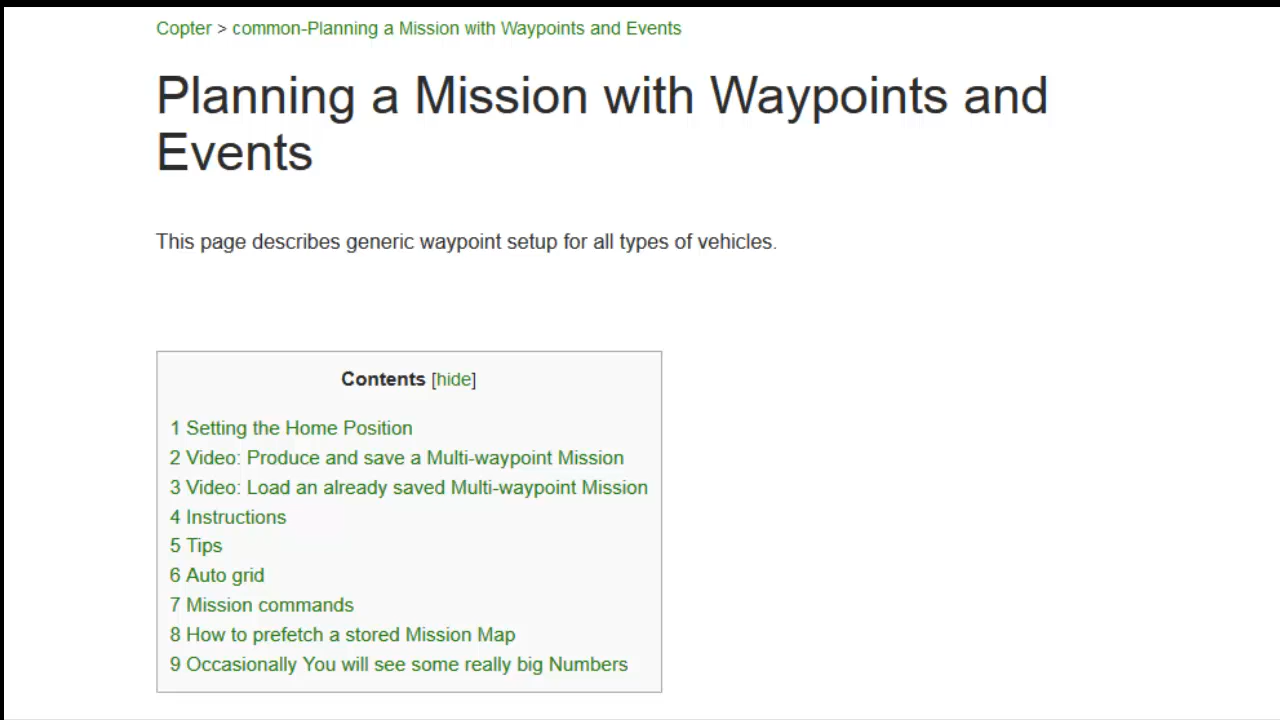 Copter > common-Planning a Mission with Waypoints and Events
Planning a Mission with Waypoints and
Events
This page describes generic waypoint setup for all types of vehicles.
Contents [hide]
1 Setting the Home Position
2 Video: Produce and save a Multi-waypoint Mission
3 Video: Load an already saved Multi-waypoint Mission
4 Instructions
5 Tips
6 Auto grid
7 Mission commands
8 How to prefetch a stored Mission Map
9 Occasionally You will see some really big Numbers